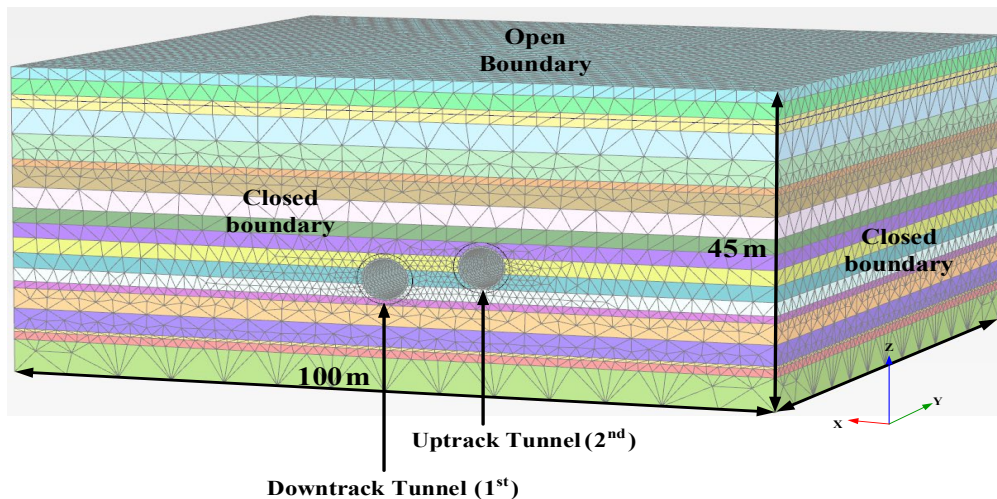 Open
Boundary
Closed
boundary
45 m
Closed
boundary
100 m
Z
Y
X
Uptrack Tunnel (2nd)
Downtrack Tunnel (1st)